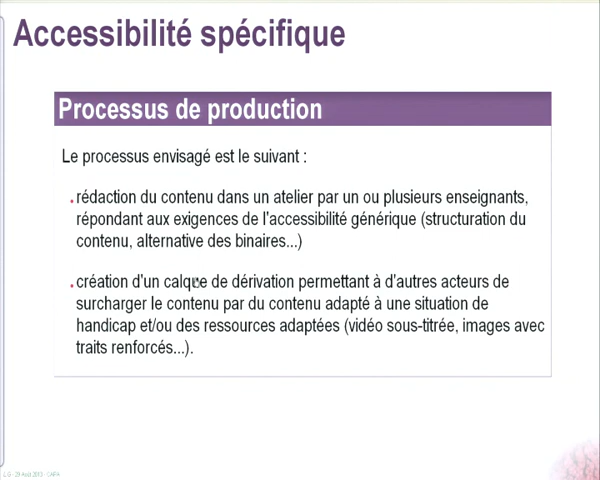 Accessibilité spécifique
Processus de production
Le processus envisagé est le suivant :
rédaction du contenu dans un atelier par un ou plusieurs enseignants,
répondant aux exigences de l'accessibilité générique (structuration du
contenu, alternative des binaires...)
création d'un calque de dérivation permettant à d'autres acteurs de
surcharger le contenu par du contenu adapté à une situation de
handicap et/ou des ressources adaptées (vidéo sous-titrée, images avec
traits renforcés...).